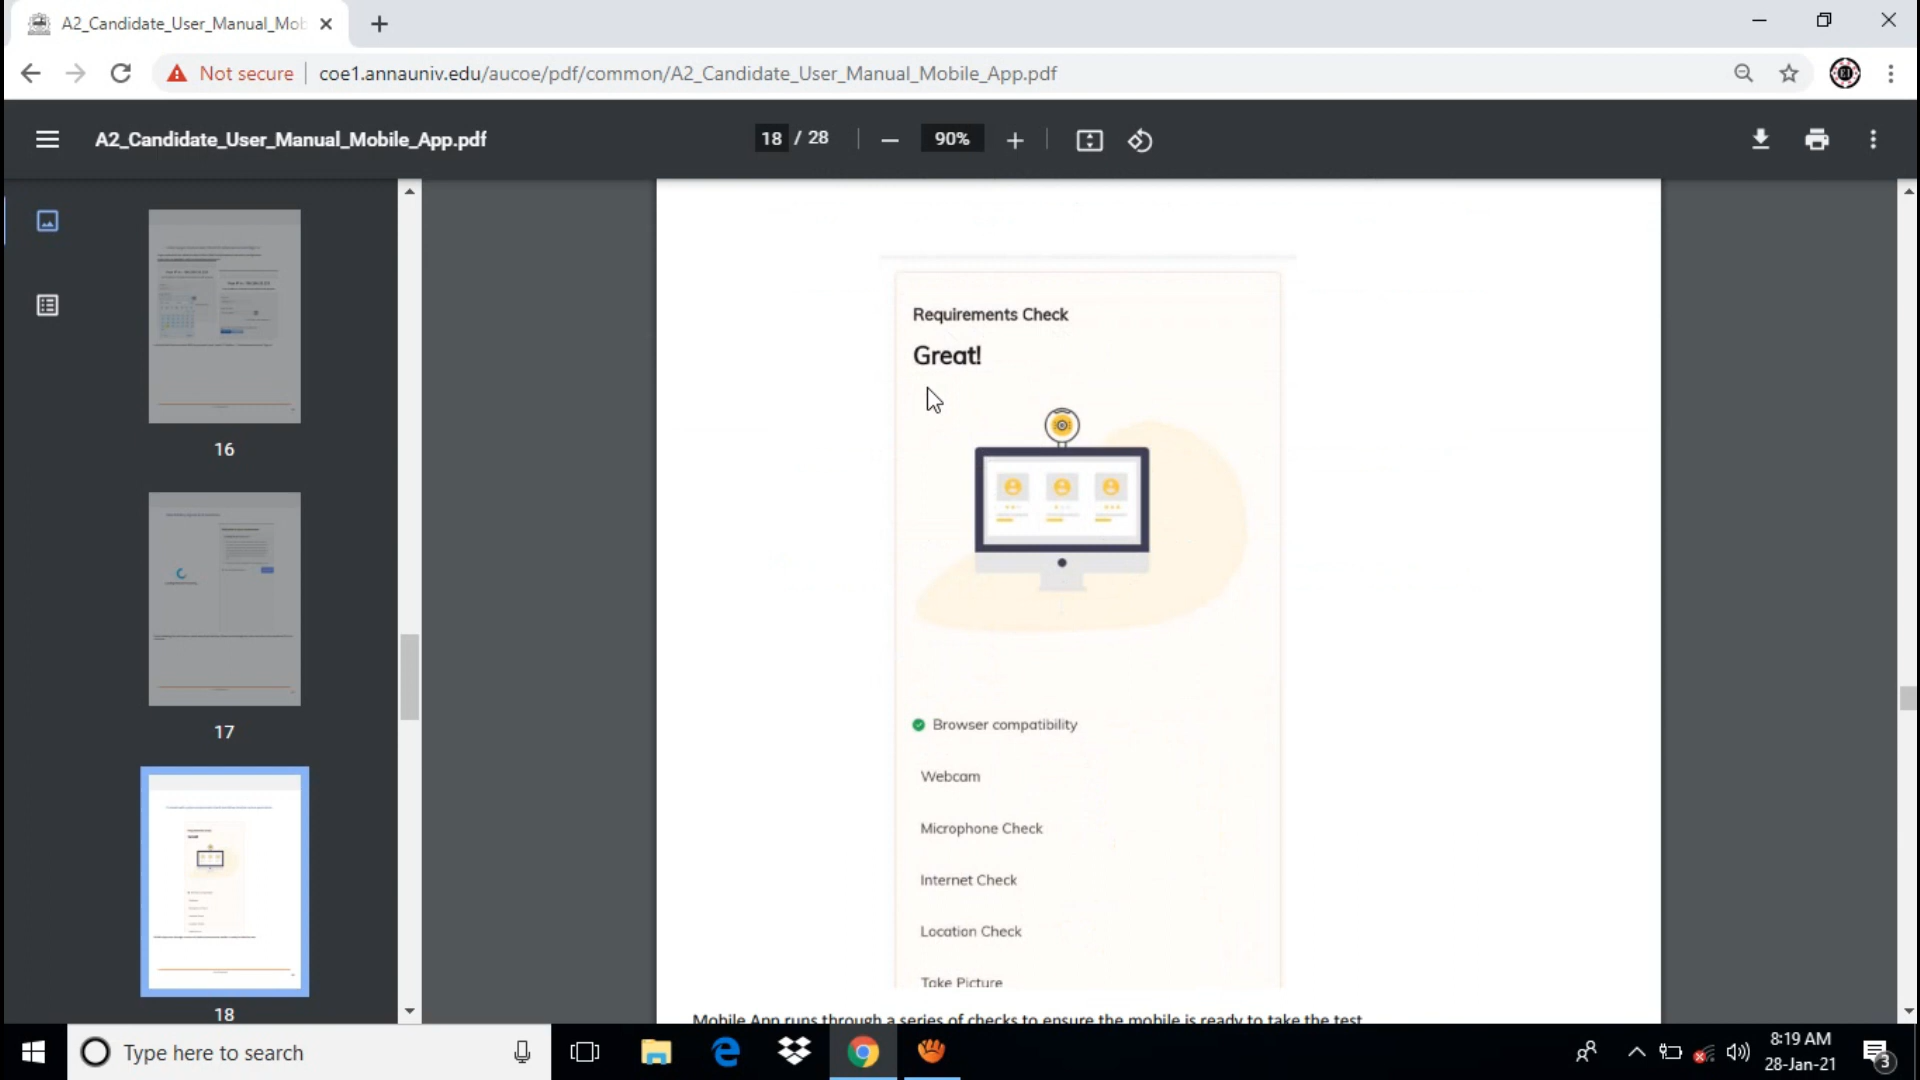 A2_Candidate_User_Manual_Mob
Not secure
coe1.annauniv.edu/aucoe/pdf/common/A2_Candidate_User_Manual_Mobile_App.pdf
A2_Candidate_User_Manual_Mobile_App.pdf
18 / 28
90%
16
17
18
Requirements Check
Great!
Browser compatibility
Webcam
Microphone Check
Internet Check
Location Check
Take Picture
Mobile App runs through a series of checks to ensure the mobile is ready to take the test
Type here to search
8:19 AM
28-Jan-21
3